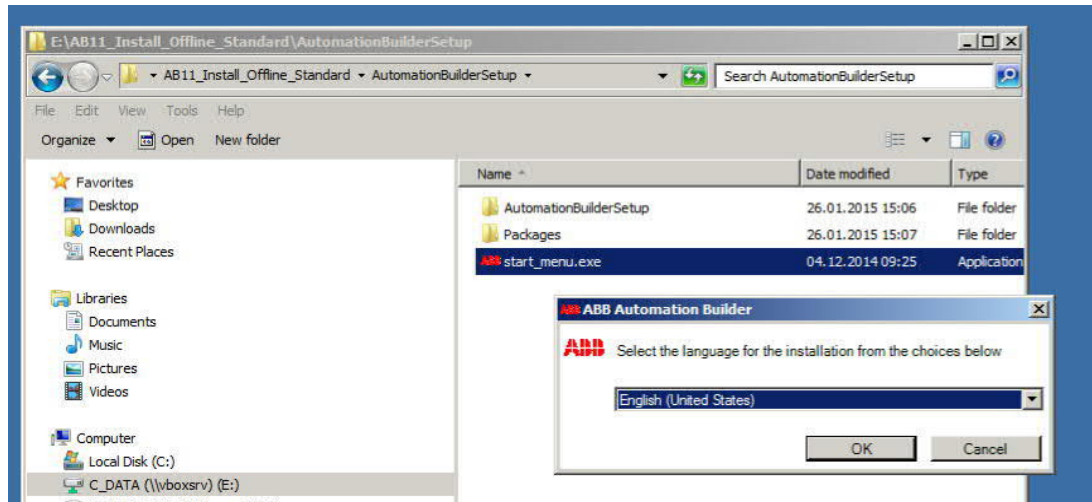 E:\AB11_Install_Offline_Standard\AutomationBuilderSetup
AB11_Install_Offline_Standard AutomationBuilderSetup
Search AutomationBuilderSetup
File Edit View Tools Help
Organize Open New folder
Favorites
Desktop
Downloads
Recent Places
Libraries
Documents
Music
Pictures
Videos
Computer
Local Disk (C:)
C_DATA (\\vboxsrv) (E:)
Name Date modified Type
AutomationBuilderSetup 26.01.2015 15:06 File folder
Packages 26.01.2015 15:07 File folder
ABB start_menu.exe 04.12.2014 09:25 Application
ABB ABB Automation Builder
ABB Select the language for the installation from the choices below
English (United States)
OK Cancel